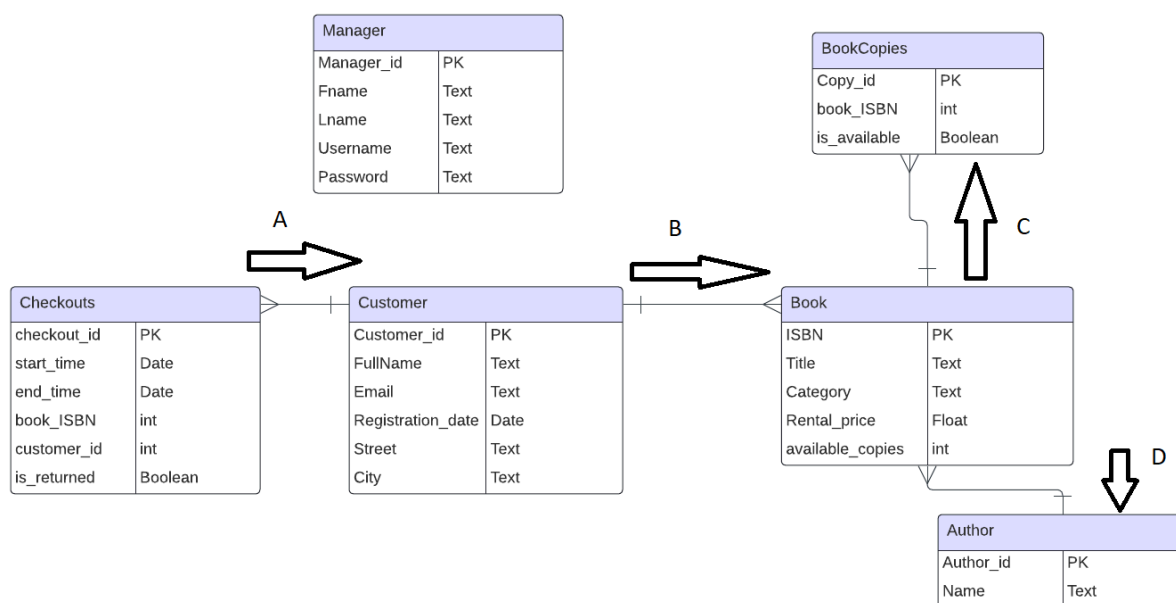 Manager
Manager_id PK
Fname Text
Lname Text
Username Text
Password Text
BookCopies
Copy_id PK
book_ISBN int
is_available Boolean
A
B
C
Checkouts
checkout_id PK
start_time Date
end_time Date
book_ISBN int
customer_id int
is_returned Boolean
Customer
Customer_id PK
FullName Text
Email Text
Registration_date Date
Street Text
City Text
Book
ISBN PK
Title Text
Category Text
Rental_price Float
available_copies int
D
Author
Author_id PK
Name Text